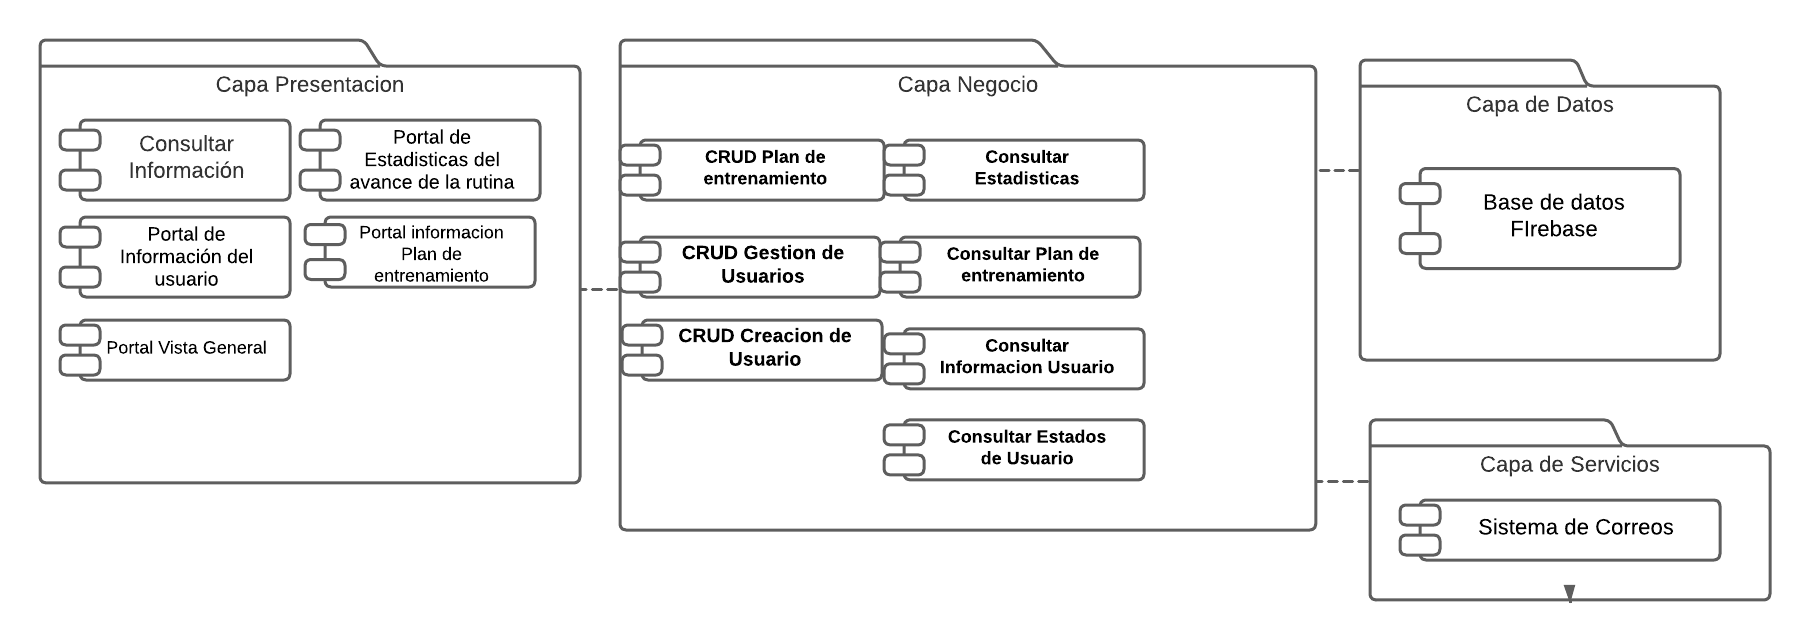 Capa Presentacion
Consultar
Información
Portal de
Estadisticas del
avance de la rutina
Portal de
Información del
usuario
Portal informacion
Plan de
entrenamiento
Portal Vista General
Capa Negocio
CRUD Plan de
entrenamiento
Consultar
Estadisticas
CRUD Gestion de
Usuarios
Consultar Plan de
entrenamiento
CRUD Creacion de
Usuario
Consultar
Informacion Usuario
Consultar Estados
de Usuario
Capa de Datos
Base de datos
FIrebase
Capa de Servicios
Sistema de Correos